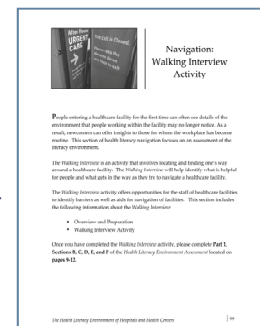 After Hours
URGENT
CARE
Navigation:
Walking Interview
Activity
People entering a healthcare facility for the first time can often see details of the
environment that people working within the facility may no longer notice. As a
result, newcomers can offer insights to those for whom the workplace has become
routine. This section of health literacy navigation focuses on an assessment of the
literacy environment.
The Walking Interview is an activity that involves locating and finding one's way
around a healthcare facility. The Walking Interview will help identify what is helpful
for people and what gets in the way as they try to navigate a healthcare facility.
The Walking Interview activity offers opportunities for the staff of healthcare facilities
to identify barriers as well as aids for navigation of facilities. This section includes
the following information about the Walking Interview:
• Overview and Preparation
• Walking Interview Activity
Once you have completed the Walking Interview activity, please complete Part I,
Sections B, C, D, E, and F of the Health Literacy Environment Assessment located on
pages 9-12.
The Health Literacy Environment of Hospitals and Health Centers